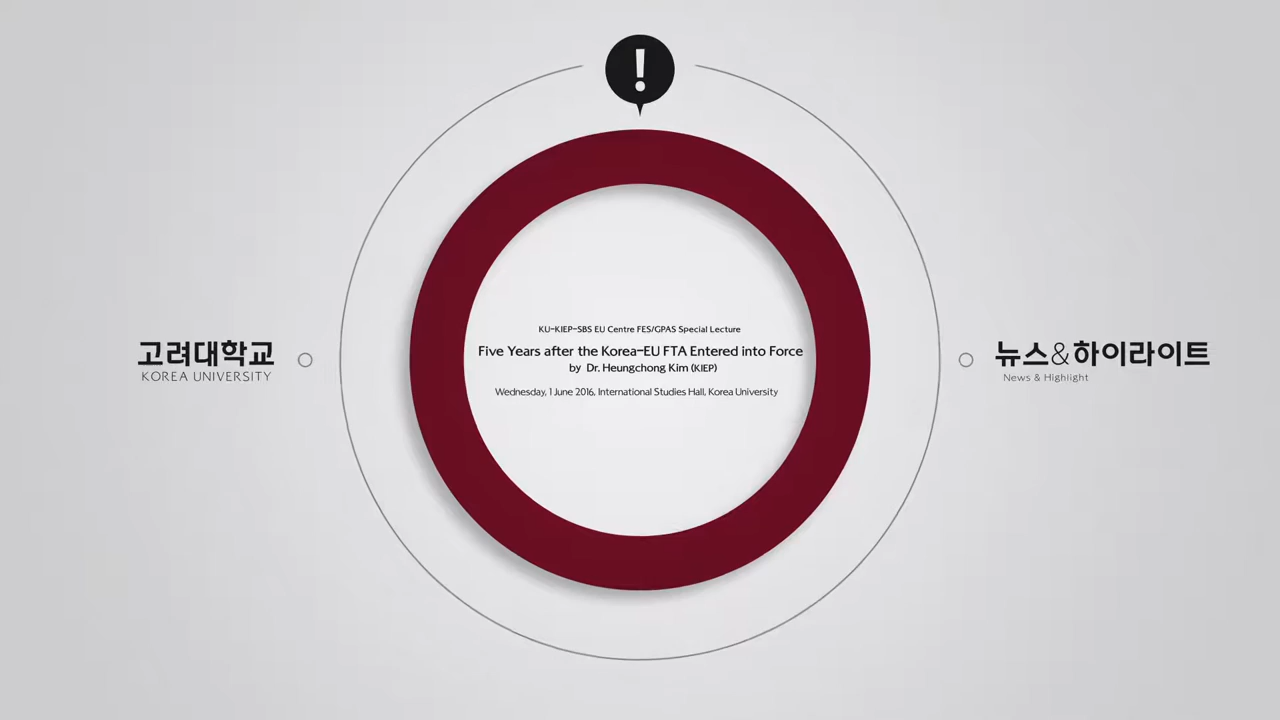 !
고려대학교
KOREA UNIVERSITY
KU-KIEP-SBS EU Centre FES/GPAS Special Lecture
Five Years after the Korea-EU FTA Entered into Force
by Dr. Heungchong Kim (KIEP)
Wednesday, 1 June 2016, International Studies Hall, Korea University
뉴스&하이라이트
News & Highlight